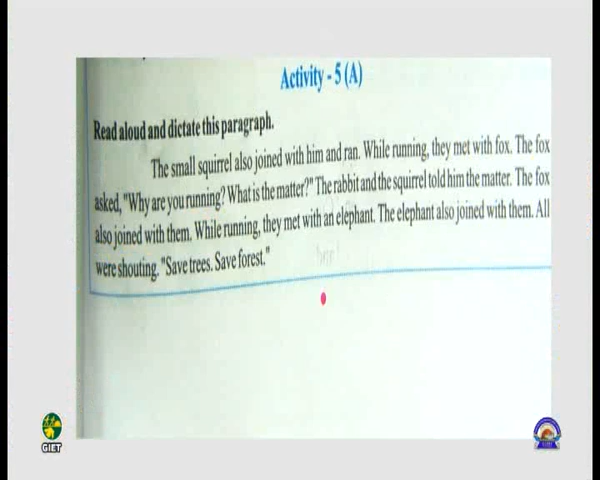 Activity - 5 (A)
Read aloud and dictate this paragraph.
The small squirrel also joined with him and ran. While running, they met with fox. The fox
asked, "Why are you running? What is the matter?" The rabbit and the squirrel told him the matter. The fox
also joined with them. While running, they met with an elephant. The elephant also joined with them. All
were shouting. "Save trees. Save forest."
GIET